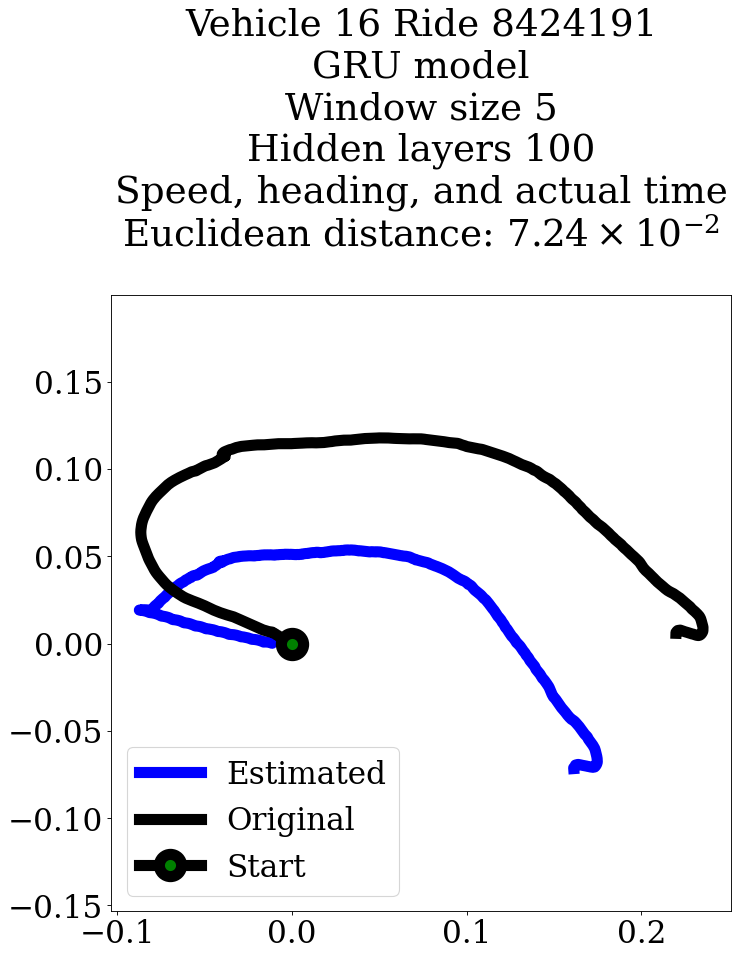 Vehicle 16 Ride 8424191
GRU model
Window size 5
Hidden layers 100
Speed, heading, and actual time
Euclidean distance: 7.24 × 10⁻²
0.15
0.10
0.05
0.00
−0.05
−0.10
−0.15
Estimated
Original
Start
−0.1 0.0 0.1 0.2